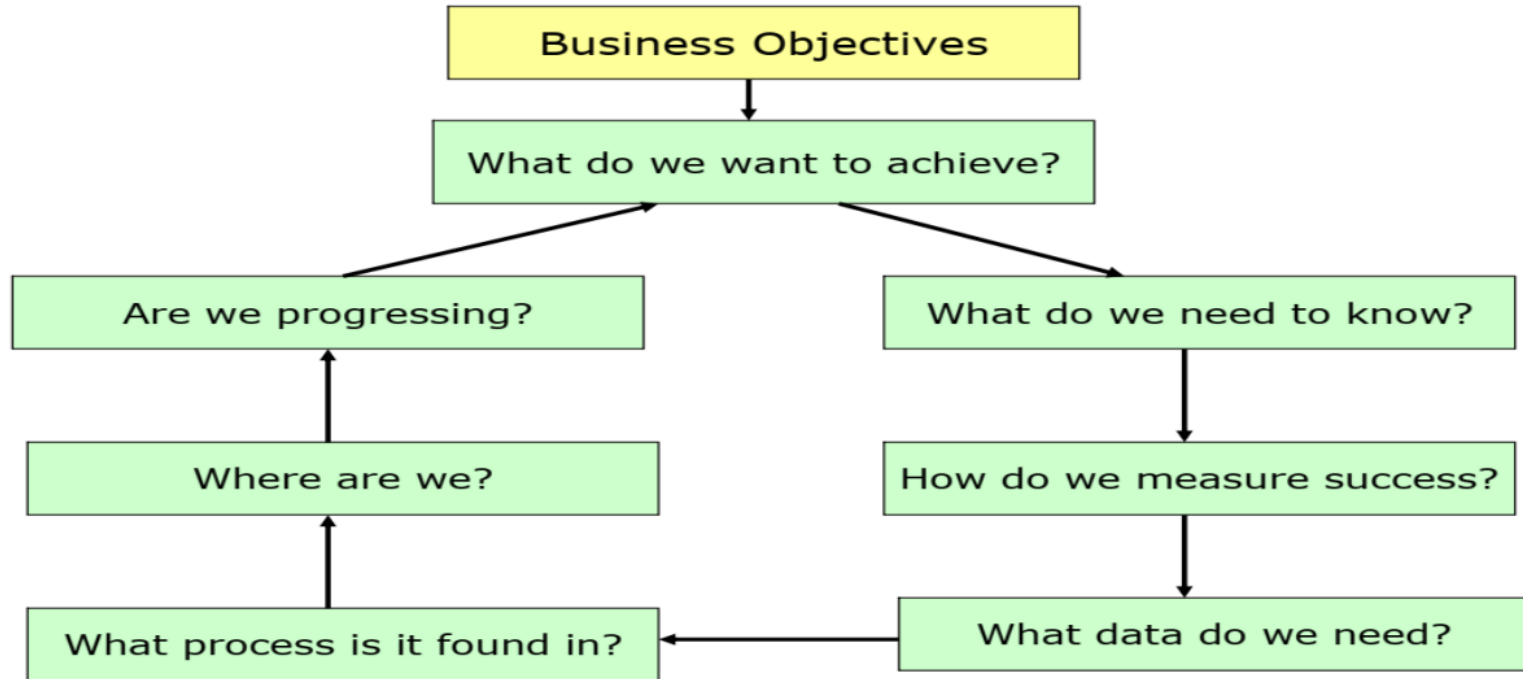 Business Objectives
What do we want to achieve?
Are we progressing?
What do we need to know?
Where are we?
How do we measure success?
What process is it found in?
What data do we need?